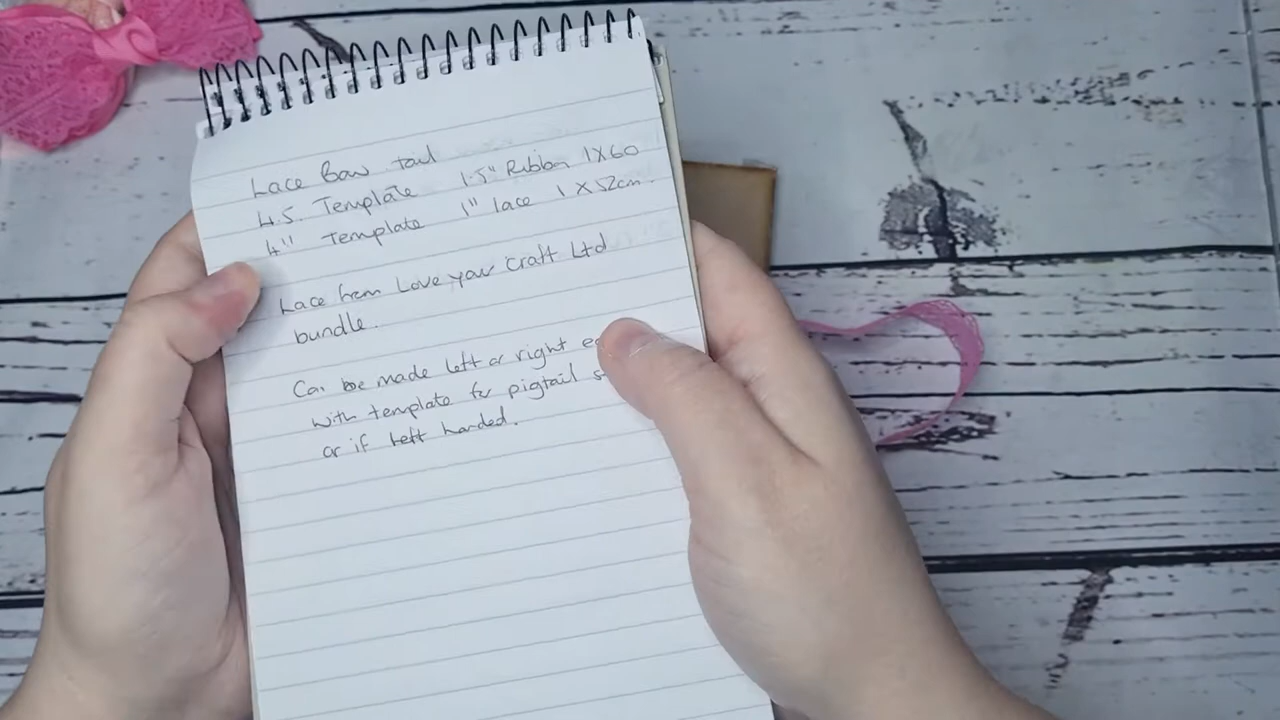 Lace Bow tail
4.5. Template 1.5" Ribbon 1X60
4" Template 1" lace 1 X 52cm.
Lace from Love your Craft Ltd
bundle.
Can be made left or right
with template for pigtail
or if left handed.